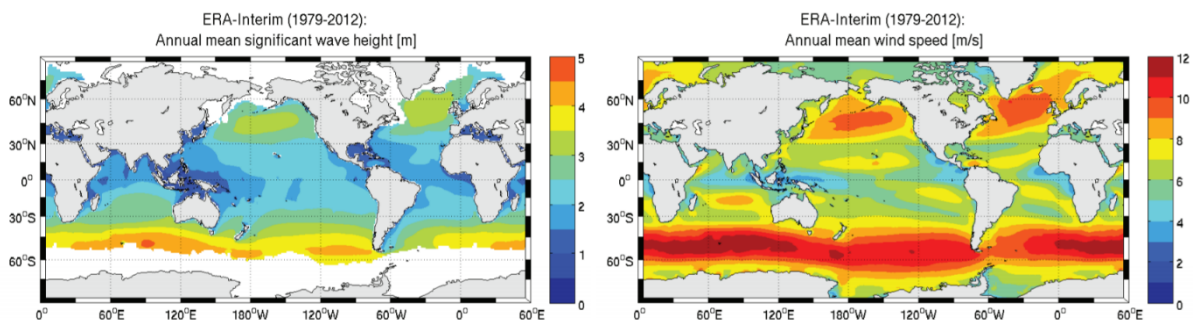 ERA-Interim (1979-2012):
Annual mean significant wave height [m]
60°N
30°N
0°
30°S
60°S
0° 60°E 120°E 180°W 120°W 60°W 0° 60°E
5
4
3
2
1
0
ERA-Interim (1979-2012):
Annual mean wind speed [m/s]
60°N
30°N
0°
30°S
60°S
0° 60°E 120°E 180°W 120°W 60°W 0° 60°E
12
10
8
6
4
2
0